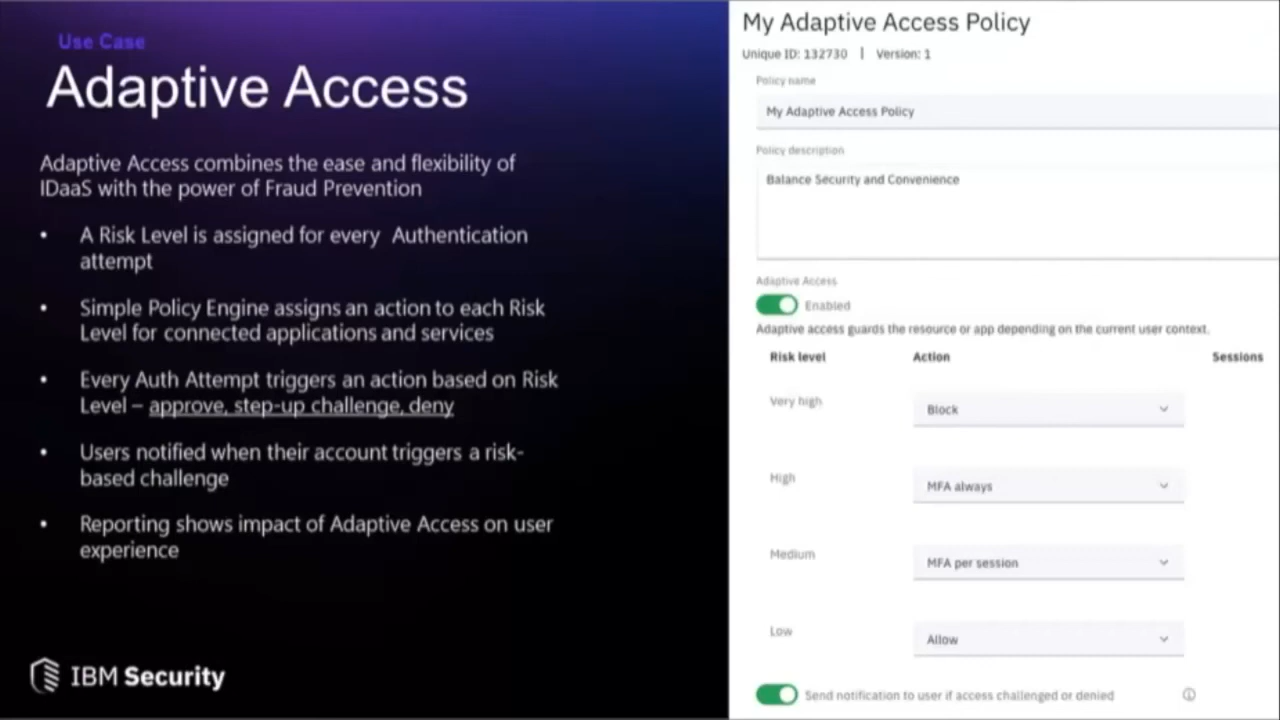 Use Case
Adaptive Access
Adaptive Access combines the ease and flexibility of
IDaaS with the power of Fraud Prevention
• A Risk Level is assigned for every Authentication
attempt
• Simple Policy Engine assigns an action to each Risk
Level for connected applications and services
• Every Auth Attempt triggers an action based on Risk
Level – approve, step-up challenge, deny
• Users notified when their account triggers a risk-
based challenge
• Reporting shows impact of Adaptive Access on user
experience
IBM Security
My Adaptive Access Policy
Unique ID: 132730 | Version: 1
Policy name
My Adaptive Access Policy
Policy description
Balance Security and Convenience
Adaptive Access
Enabled
Adaptive access guards the resource or app depending on the current user context.
Risk level Action Sessions
Very high Block
High MFA always
Medium MFA per session
Low Allow
Send notification to user if access challenged or denied